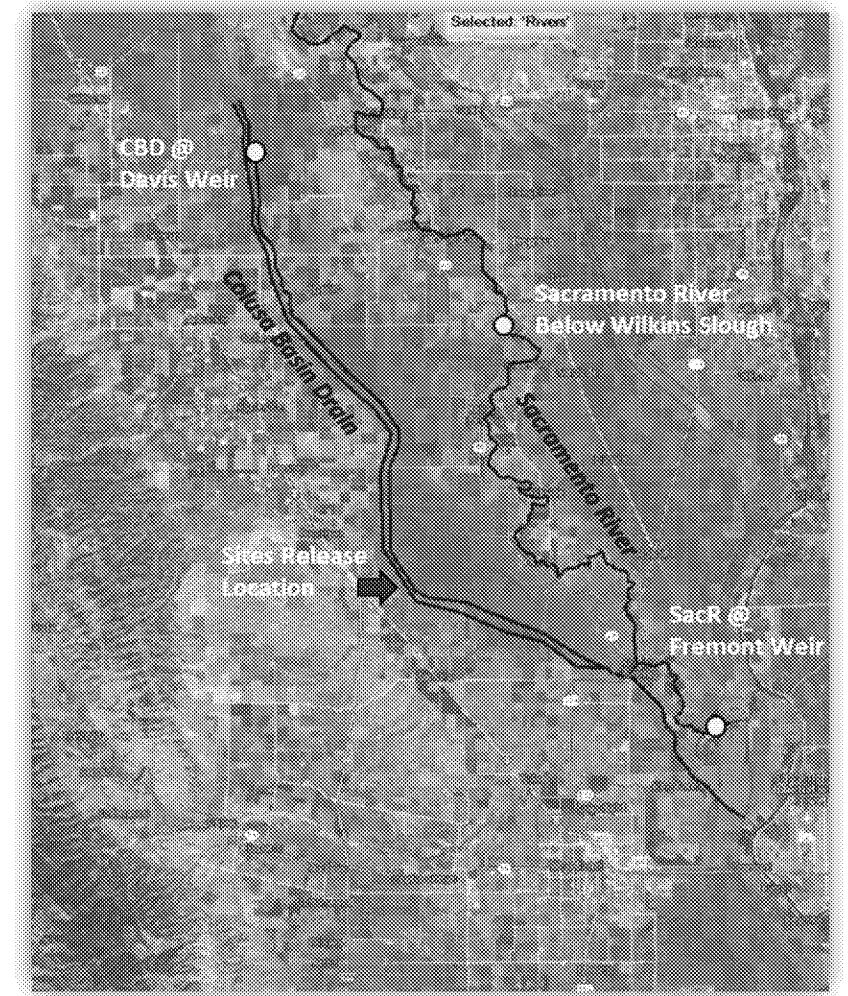 Selected 'Rivers'
CBD @
Davis Weir
Colusa Basin Drain
Sacramento River
Below Wilkins Slough
Sacramento River
Sites Release
Location
SacR @
Fremont Weir